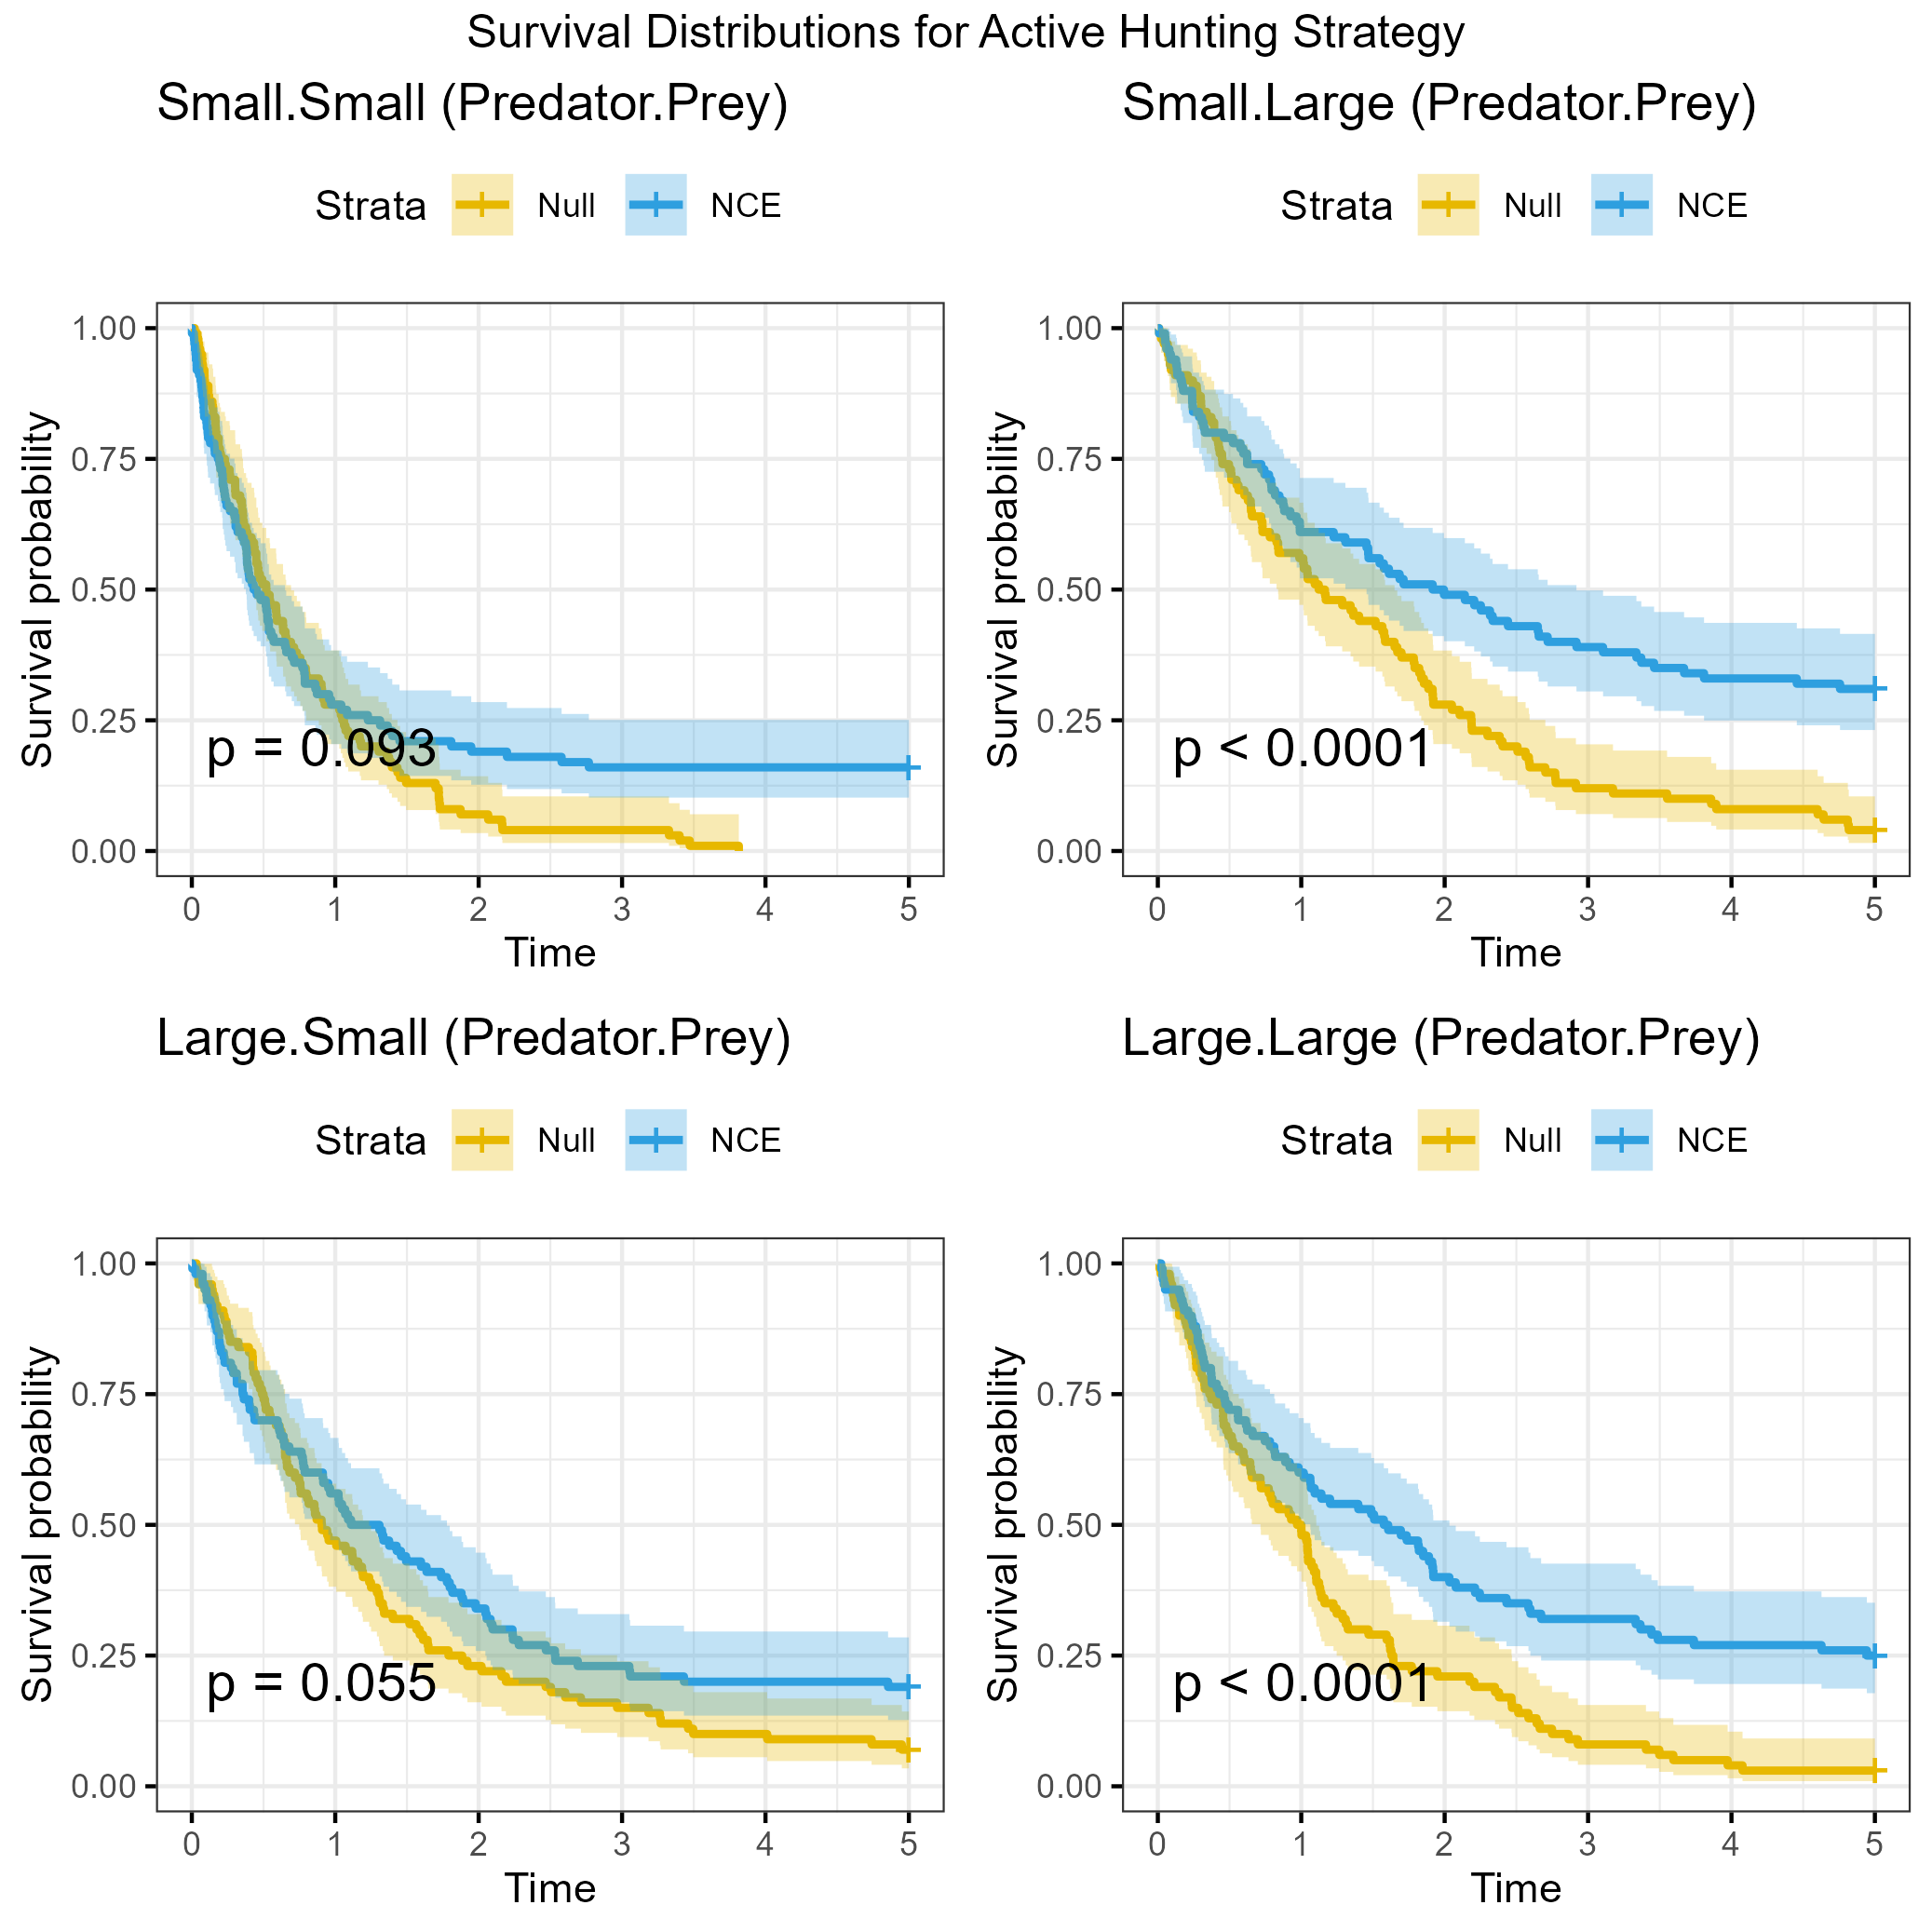 Survival Distributions for Active Hunting Strategy
Small.Small (Predator.Prey)
Strata Null NCE
Survival probability
1.00
0.75
0.50
0.25
0.00
p = 0.093
0 1 2 3 4 5
Time
Small.Large (Predator.Prey)
Strata Null NCE
Survival probability
1.00
0.75
0.50
0.25
0.00
p < 0.0001
0 1 2 3 4 5
Time
Large.Small (Predator.Prey)
Strata Null NCE
Survival probability
1.00
0.75
0.50
0.25
0.00
p = 0.055
0 1 2 3 4 5
Time
Large.Large (Predator.Prey)
Strata Null NCE
Survival probability
1.00
0.75
0.50
0.25
0.00
p < 0.0001
0 1 2 3 4 5
Time